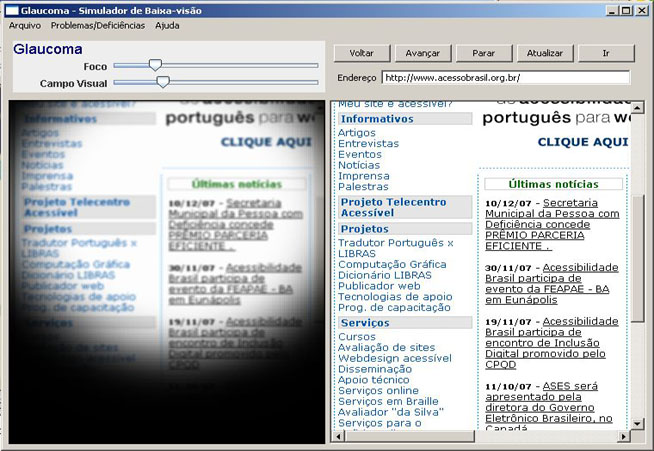 Glaucoma - Simulador de Baixa-visão
Arquivo Problemas/Deficiências Ajuda
Glaucoma
Foco
Campo Visual
Voltar Avançar Parar Atualizar Ir
Endereço http://www.acessobrasil.org.br/
Meu site é acessível?
Informativos
Artigos
Entrevistas
Eventos
Notícias
Imprensa
Palestras
Projeto Telecentro
Acessível
Projetos
Tradutor Português x
LIBRAS
Computação Gráfica
Dicionário LIBRAS
Publicador web
Tecnologias de apoio
Prog. de capacitação
Serviços
Cursos
Avaliação de sites
português para we
CLIQUE AQUI
Últimas notícias
10/12/07 - Secretaria
Municipal da Pessoa com
Deficiência concede
PRÊMIO PARCERIA
EFICIENTE .
30/11/07 - Acessibilidade
Brasil participa de
evento da FEAPAE - BA
em Eunápolis
19/11/07 - Acessibilidade
Brasil participa de
encontro de Inclusão
Digital promovido pelo
CPQD
Meu site é acessível?
Informativos
Artigos
Entrevistas
Eventos
Notícias
Imprensa
Palestras
Projeto Telecentro
Acessível
Projetos
Tradutor Português x
LIBRAS
Computação Gráfica
Dicionário LIBRAS
Publicador web
Tecnologias de apoio
Prog. de capacitação
Serviços
Cursos
Avaliação de sites
Webdesign acessível
Disseminação
Apoio técnico
Serviços online
Serviços em Braille
Avaliador "da Silva"
Serviços para o
português para we
CLIQUE AQUI
Últimas notícias
10/12/07 - Secretaria
Municipal da Pessoa com
Deficiência concede
PRÊMIO PARCERIA
EFICIENTE .
30/11/07 - Acessibilidade
Brasil participa de
evento da FEAPAE - BA
em Eunápolis
19/11/07 - Acessibilidade
Brasil participa de
encontro de Inclusão
Digital promovido pelo
CPQD
11/10/07 - ASES será
apresentado pela
diretora do Governo
Eletrônico Brasileiro, no
Canadá